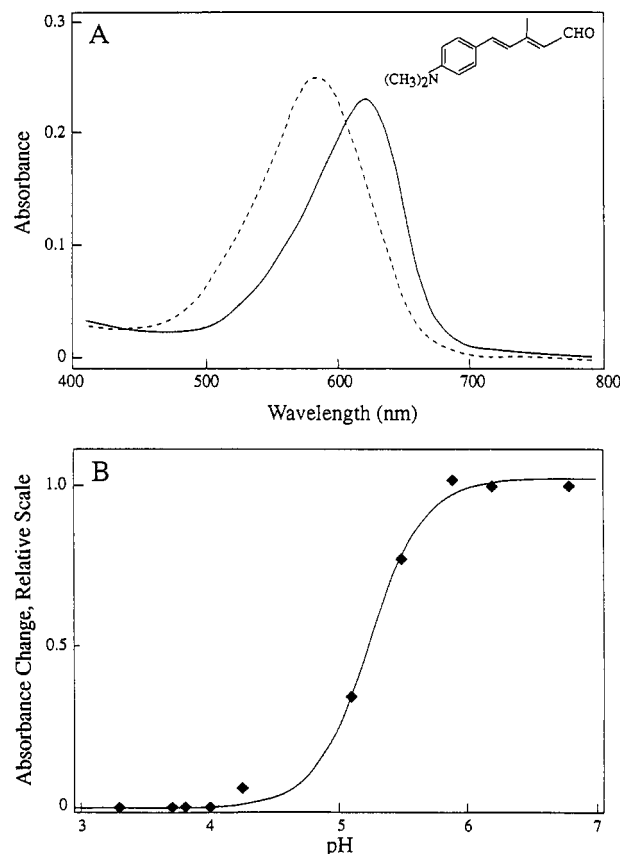 A
0.3
0.2
0.1
0
Absorbance
CHO
(CH3)2N
400 500 600 700 800
Wavelength (nm)
B
1.0
0.5
0
Absorbance Change, Relative Scale
3 4 5 6 7
pH